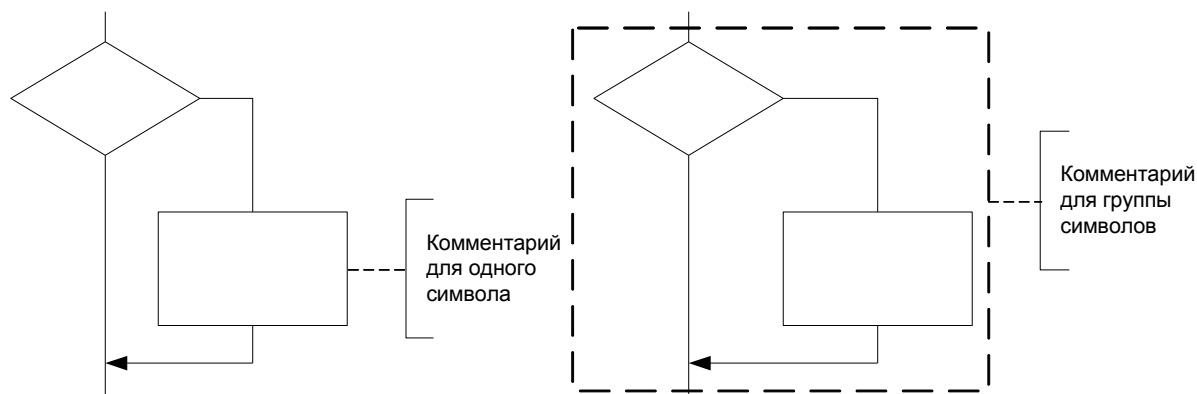 Комментарий
для одного
символа
Комментарий
для группы
символов